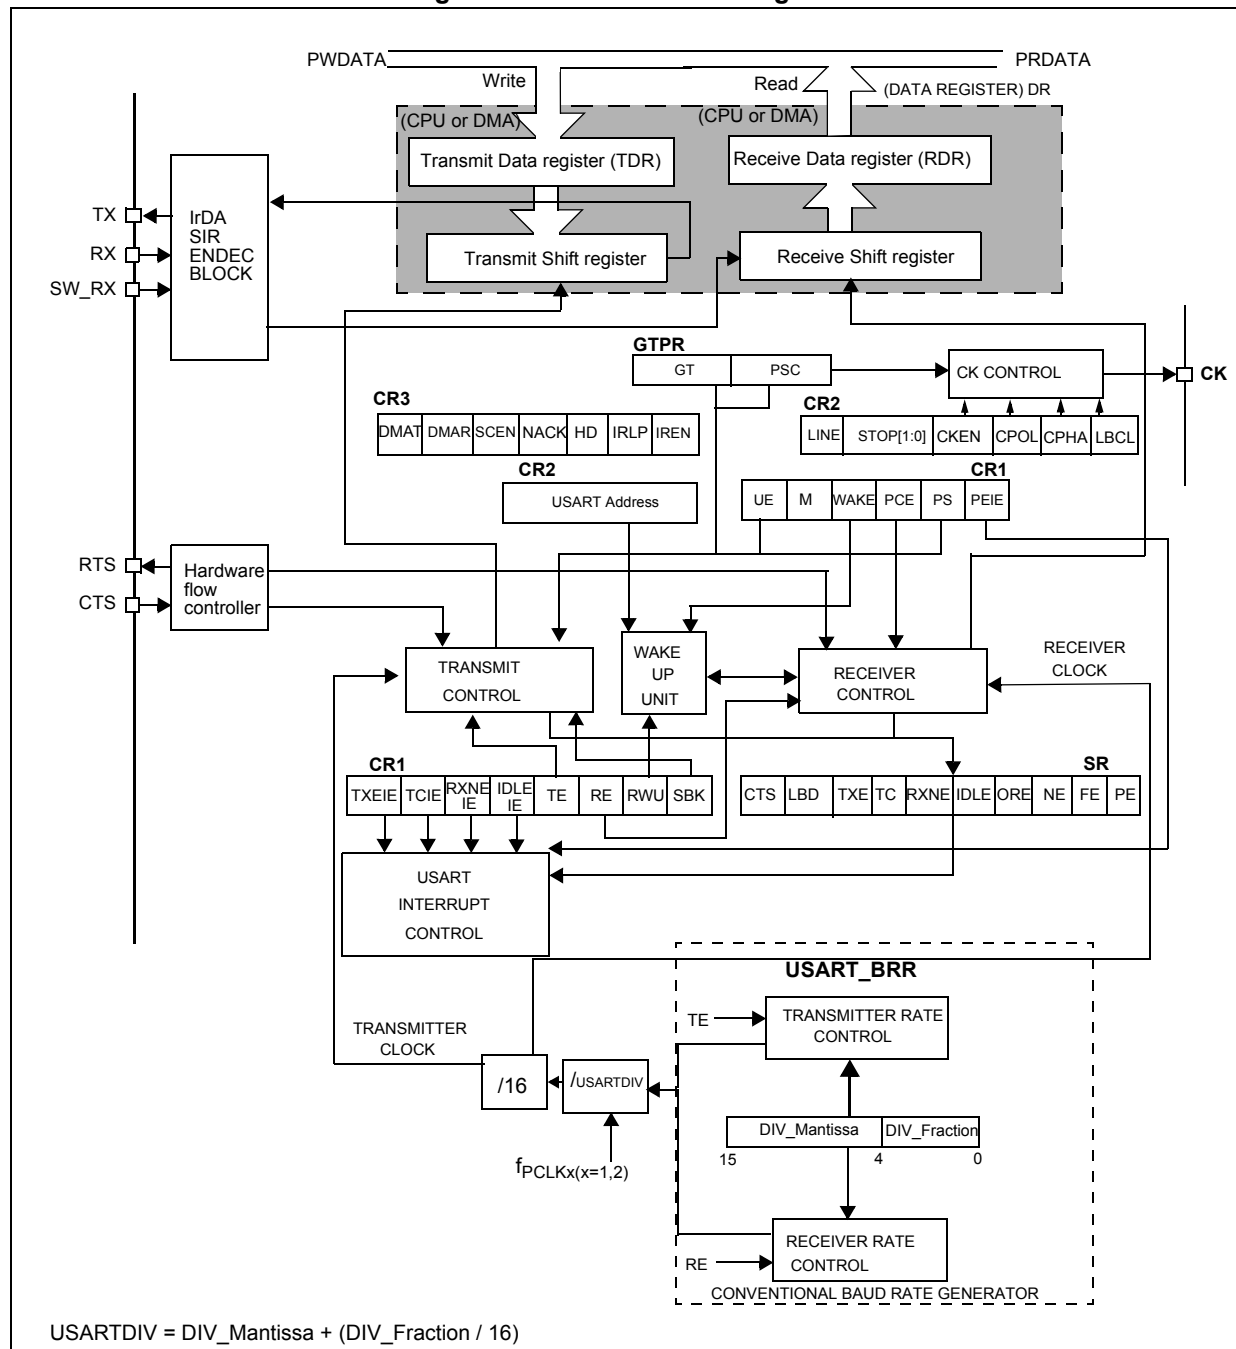 PWDATA
PRDATA
Write
Read
(DATA REGISTER) DR
(CPU or DMA)
(CPU or DMA)
Transmit Data register (TDR)
Receive Data register (RDR)
TX
RX
SW_RX
IrDA
SIR
ENDEC
BLOCK
Transmit Shift register
Receive Shift register
GTPR
GT
PSC
CK CONTROL
CK
CR3
DMAT DMAR SCEN NACK HD IRLP IREN
CR2
LINE STOP[1:0] CKEN CPOL CPHA LBCL
CR2
USART Address
CR1
UE M WAKE PCE PS PEIE
RTS
CTS
Hardware
flow
controller
TRANSMIT
CONTROL
WAKE
UP
UNIT
RECEIVER
CONTROL
RECEIVER
CLOCK
CR1
TXEIE TCIE RXNE IE IDLE IE TE RE RWU SBK
SR
CTS LBD TXE TC RXNE IDLE ORE NE FE PE
USART
INTERRUPT
CONTROL
USART_BRR
TE
TRANSMITTER RATE
CONTROL
TRANSMITTER
CLOCK
/16
/USARTDIV
DIV_Mantissa DIV_Fraction
15 4 0
fPCLKx(x=1,2)
RE
RECEIVER RATE
CONTROL
CONVENTIONAL BAUD RATE GENERATOR
USARTDIV = DIV_Mantissa + (DIV_Fraction / 16)